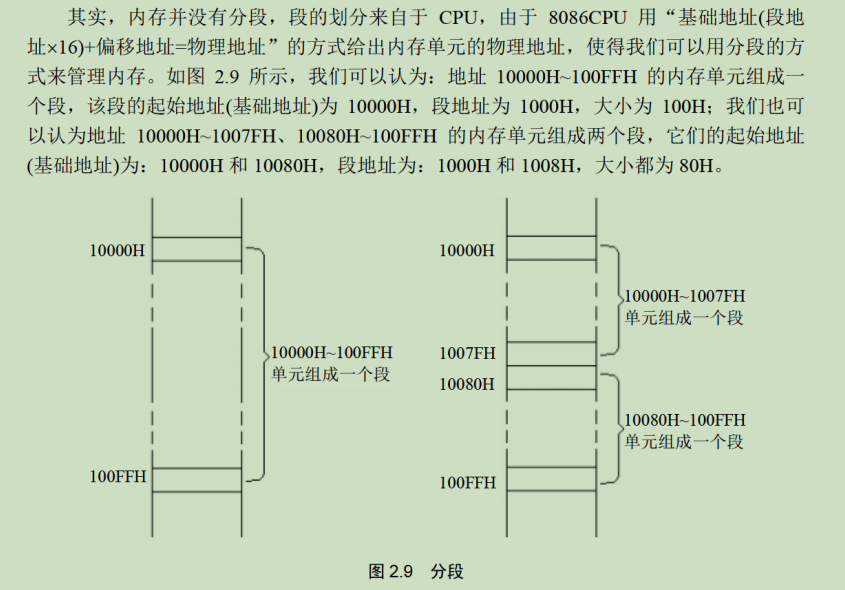 其实，内存并没有分段，段的划分来自于 CPU，由于 8086CPU 用“基础地址(段地
址×16)+偏移地址=物理地址”的方式给出内存单元的物理地址，使得我们可以用分段的方
式来管理内存。如图 2.9 所示，我们可以认为：地址 10000H~100FFH 的内存单元组成一
个段，该段的起始地址(基础地址)为 10000H，段地址为 1000H，大小为 100H；我们也可
以认为地址 10000H~1007FH、10080H~100FFH 的内存单元组成两个段，它们的起始地址
(基础地址)为：10000H 和 10080H，段地址为：1000H 和 1008H，大小都为 80H。
10000H
10000H~100FFH
单元组成一个段
100FFH
10000H
10000H~1007FH
单元组成一个段
1007FH
10080H
10080H~100FFH
单元组成一个段
100FFH
图 2.9 分段